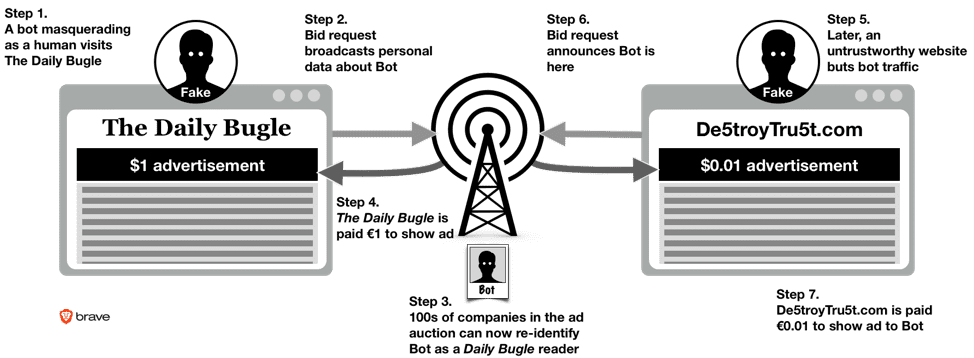 Step 1.
A bot masquerading
as a human visits
The Daily Bugle
Fake
The Daily Bugle
$1 advertisement
Step 2.
Bid request
broadcasts personal
data about Bot
Step 3.
100s of companies in the ad
auction can now re-identify
Bot as a Daily Bugle reader
Bot
Step 4.
The Daily Bugle is
paid €1 to show ad
Step 5.
Later, an
untrustworthy website
buts bot traffic
Fake
De5troyTru5t.com
$0.01 advertisement
Step 6.
Bid request
announces Bot is
here
Step 7.
De5troyTru5t.com is paid
€0.01 to show ad to Bot
brave